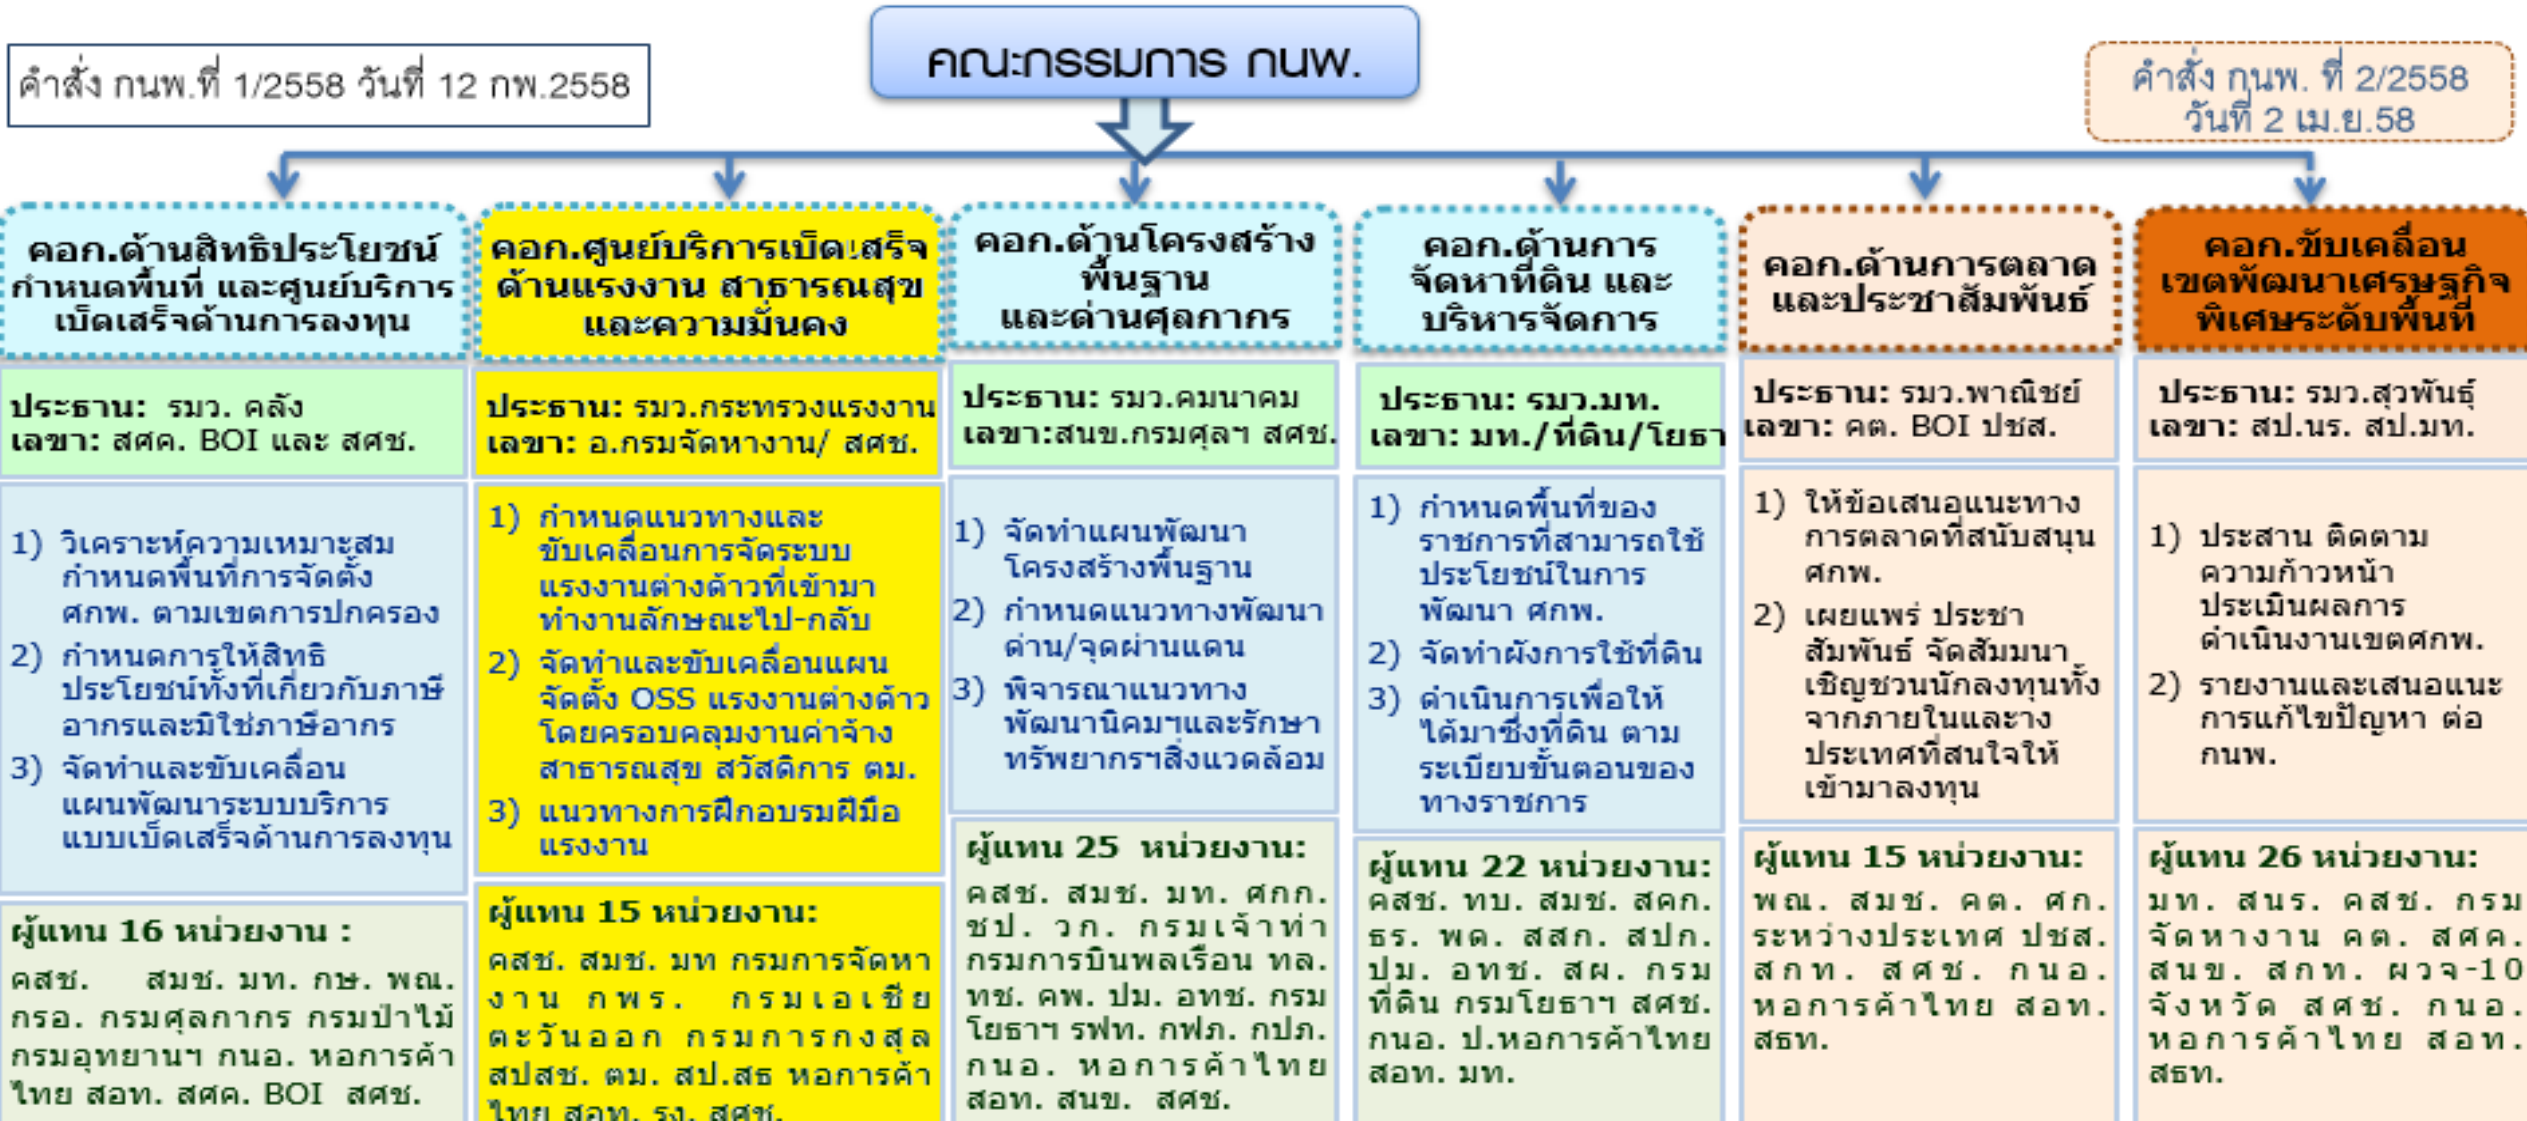 คณะกรรมการ กนพ.
คำสั่ง กนพ.ที่ 1/2558 วันที่ 12 กพ.2558
คำสั่ง กนพ. ที่ 2/2558
วันที่ 2 เม.ย.58
คอก.ด้านสิทธิประโยชน์
กำหนดพื้นที่ และศูนย์บริการ
เบ็ดเสร็จด้านการลงทุน
ประธาน: รมว. คลัง
เลขา: สศค. BOI และ สศช.
1) วิเคราะห์ความเหมาะสม
กำหนดพื้นที่การจัดตั้ง
ศกพ. ตามเขตการปกครอง
2) กำหนดการให้สิทธิ
ประโยชน์ทั้งที่เกี่ยวกับภาษี
อากรและมิใช่ภาษีอากร
3) จัดทำและขับเคลื่อน
แผนพัฒนาระบบบริการ
แบบเบ็ดเสร็จด้านการลงทุน
ผู้แทน 16 หน่วยงาน :
คสช. สมช. มท. กษ. พณ.
กรอ. กรมศุลกากร กรมป่าไม้
กรมอุทยานฯ กนอ. หอการค้า
ไทย สอท. สศค. BOI สศช.
คอก.ศูนย์บริการเบ็ดเสร็จ
ด้านแรงงาน สาธารณสุข
และความมั่นคง
ประธาน: รมว.กระทรวงแรงงาน
เลขา: อ.กรมจัดหางาน/ สศช.
1) กำหนดแนวทางและ
ขับเคลื่อนการจัดระบบ
แรงงานต่างด้าวที่เข้ามา
ทำงานลักษณะไป-กลับ
2) จัดทำและขับเคลื่อนแผน
จัดตั้ง OSS แรงงานต่างด้าว
โดยครอบคลุมงานค่าจ้าง
สาธารณสุข สวัสดิการ ตม.
3) แนวทางการฝึกอบรมฝีมือ
แรงงาน
ผู้แทน 15 หน่วยงาน:
คสช. สมช. มท กรมการจัดหา
งาน กพร. กรมเอเชีย
ตะวันออก กรมการกงสุล
สปสช. ตม. สป.สธ หอการค้า
ไทย สอท. รง. สศช.
คอก.ด้านโครงสร้าง
พื้นฐาน
และด่านศุลกากร
ประธาน: รมว.คมนาคม
เลขา:สนข.กรมศุลฯ สศช.
1) จัดทำแผนพัฒนา
โครงสร้างพื้นฐาน
2) กำหนดแนวทางพัฒนา
ด่าน/จุดผ่านแดน
3) พิจารณาแนวทาง
พัฒนานิคมฯและรักษา
ทรัพยากรฯสิ่งแวดล้อม
ผู้แทน 25 หน่วยงาน:
คสช. สมช. มท. ศกก.
ชป. วก. กรมเจ้าท่า
กรมการบินพลเรือน ทล.
ทช. คพ. ปม. อทช. กรม
โยธาฯ รฟท. กฟภ. กปภ.
กนอ. หอการค้าไทย
สอท. สนข. สศช.
คอก.ด้านการ
จัดหาที่ดิน และ
บริหารจัดการ
ประธาน: รมว.มท.
เลขา: มท./ที่ดิน/โยธา
1) กำหนดพื้นที่ของ
ราชการที่สามารถใช้
ประโยชน์ในการ
พัฒนา ศกพ.
2) จัดทำผังการใช้ที่ดิน
3) ดำเนินการเพื่อให้
ได้มาซึ่งที่ดิน ตาม
ระเบียบขั้นตอนของ
ทางราชการ
ผู้แทน 22 หน่วยงาน:
คสช. ทบ. สมช. สคก.
ธร. พด. สสก. สปก.
ปม. อทช. สผ. กรม
ที่ดิน กรมโยธาฯ สศช.
กนอ. ป.หอการค้าไทย
สอท. มท.
คอก.ด้านการตลาด
และประชาสัมพันธ์
ประธาน: รมว.พาณิชย์
เลขา: คต. BOI ปชส.
1) ให้ข้อเสนอแนะทาง
การตลาดที่สนับสนุน
ศกพ.
2) เผยแพร่ ประชา
สัมพันธ์ จัดสัมมนา
เชิญชวนนักลงทุนทั้ง
จากภายในและาง
ประเทศที่สนใจให้
เข้ามาลงทุน
ผู้แทน 15 หน่วยงาน:
พณ. สมช. คต. ศก.
ระหว่างประเทศ ปชส.
สกท. สศช. กนอ.
หอการค้าไทย สอท.
สธท.
คอก.ขับเคลื่อน
เขตพัฒนาเศรษฐกิจ
พิเศษระดับพื้นที่
ประธาน: รมว.สุวพันธุ์
เลขา: สป.นร. สป.มท.
1) ประสาน ติดตาม
ความก้าวหน้า
ประเมินผลการ
ดำเนินงานเขตศกพ.
2) รายงานและเสนอแนะ
การแก้ไขปัญหา ต่อ
กนพ.
ผู้แทน 26 หน่วยงาน:
มท. สนร. คสช. กรม
จัดหางาน คต. สศค.
สนข. สกท. ผวจ-10
จังหวัด สศช. กนอ.
หอการค้าไทย สอท.
สธท.